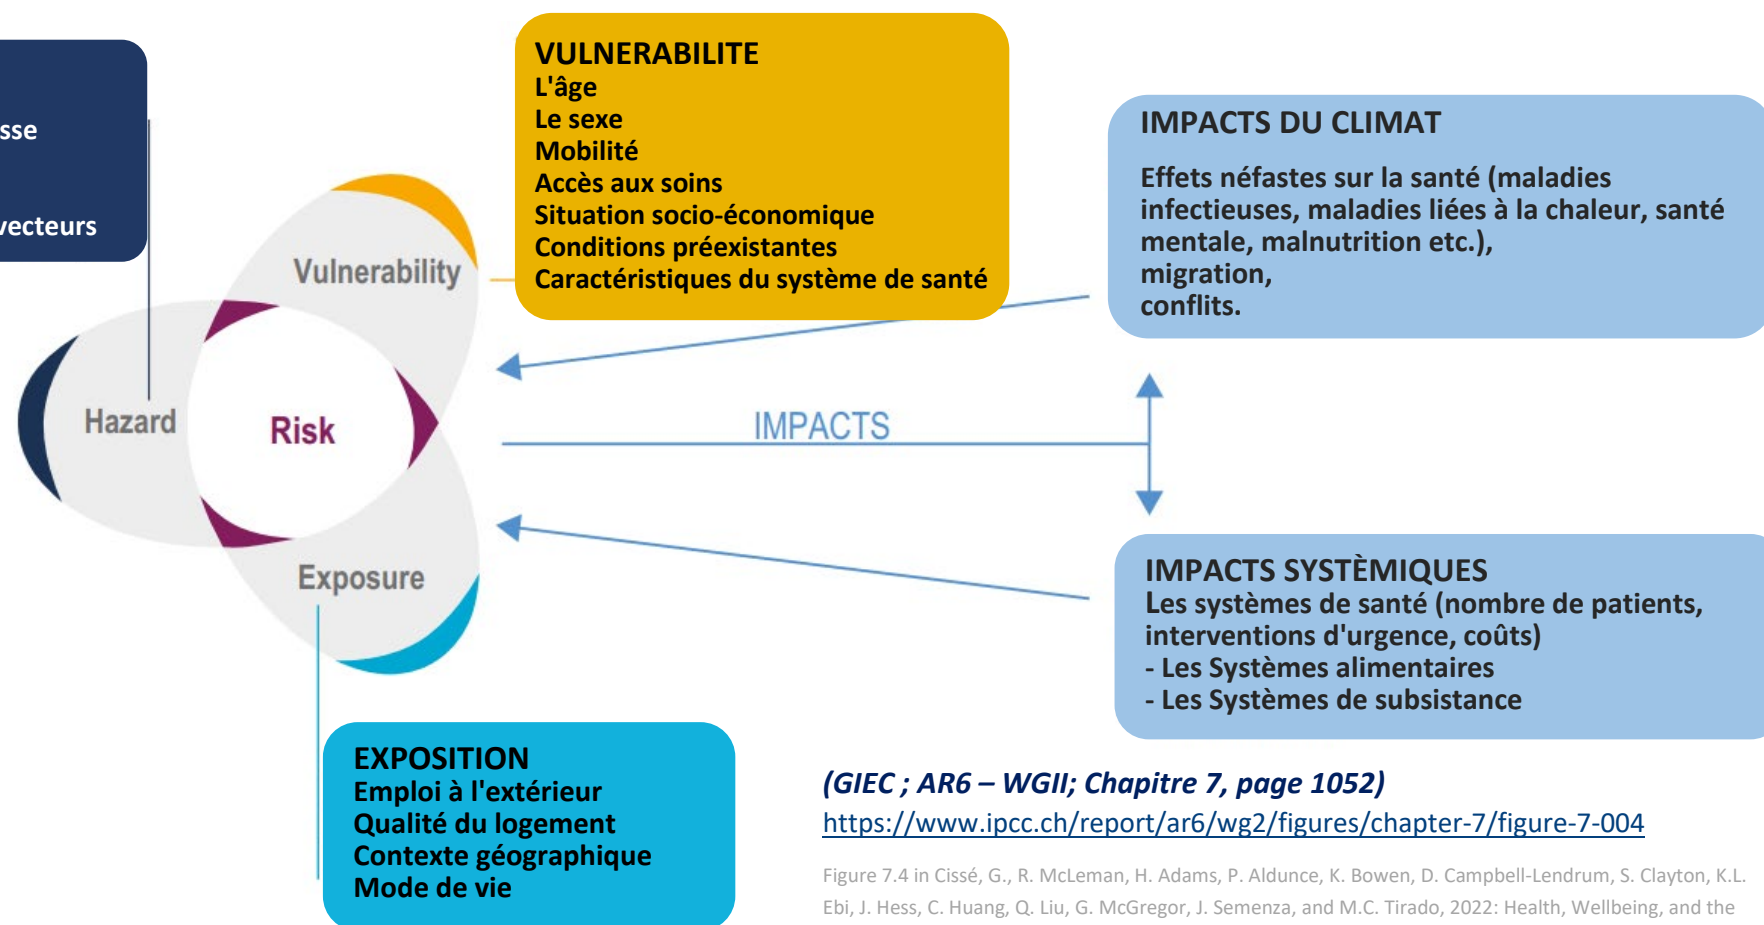 sse
vecteurs
VULNERABILITE
L'âge
Le sexe
Mobilité
Accès aux soins
Situation socio-économique
Conditions préexistantes
Caractéristiques du système de santé
IMPACTS DU CLIMAT
Effets néfastes sur la santé (maladies
infectieuses, maladies liées à la chaleur, santé
mentale, malnutrition etc.),
migration,
conflits.
Vulnerability
Hazard
Risk
IMPACTS
Exposure
IMPACTS SYSTÈMIQUES
Les systèmes de santé (nombre de patients,
interventions d'urgence, coûts)
- Les Systèmes alimentaires
- Les Systèmes de subsistance
EXPOSITION
Emploi à l'extérieur
Qualité du logement
Contexte géographique
Mode de vie
(GIEC ; AR6 – WGII; Chapitre 7, page 1052)
https://www.ipcc.ch/report/ar6/wg2/figures/chapter-7/figure-7-004
Figure 7.4 in Cissé, G., R. McLeman, H. Adams, P. Aldunce, K. Bowen, D. Campbell-Lendrum, S. Clayton, K.L.
Ebi, J. Hess, C. Huang, Q. Liu, G. McGregor, J. Semenza, and M.C. Tirado, 2022: Health, Wellbeing, and the